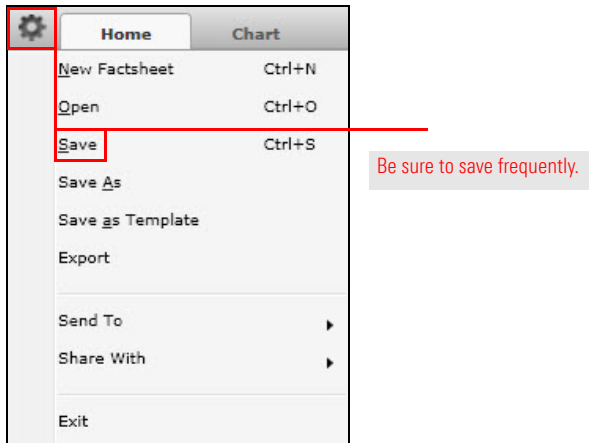 Home Chart
New Factsheet Ctrl+N
Open Ctrl+O
Save Ctrl+S
Be sure to save frequently.
Save As
Save as Template
Export
Send To
Share With
Exit